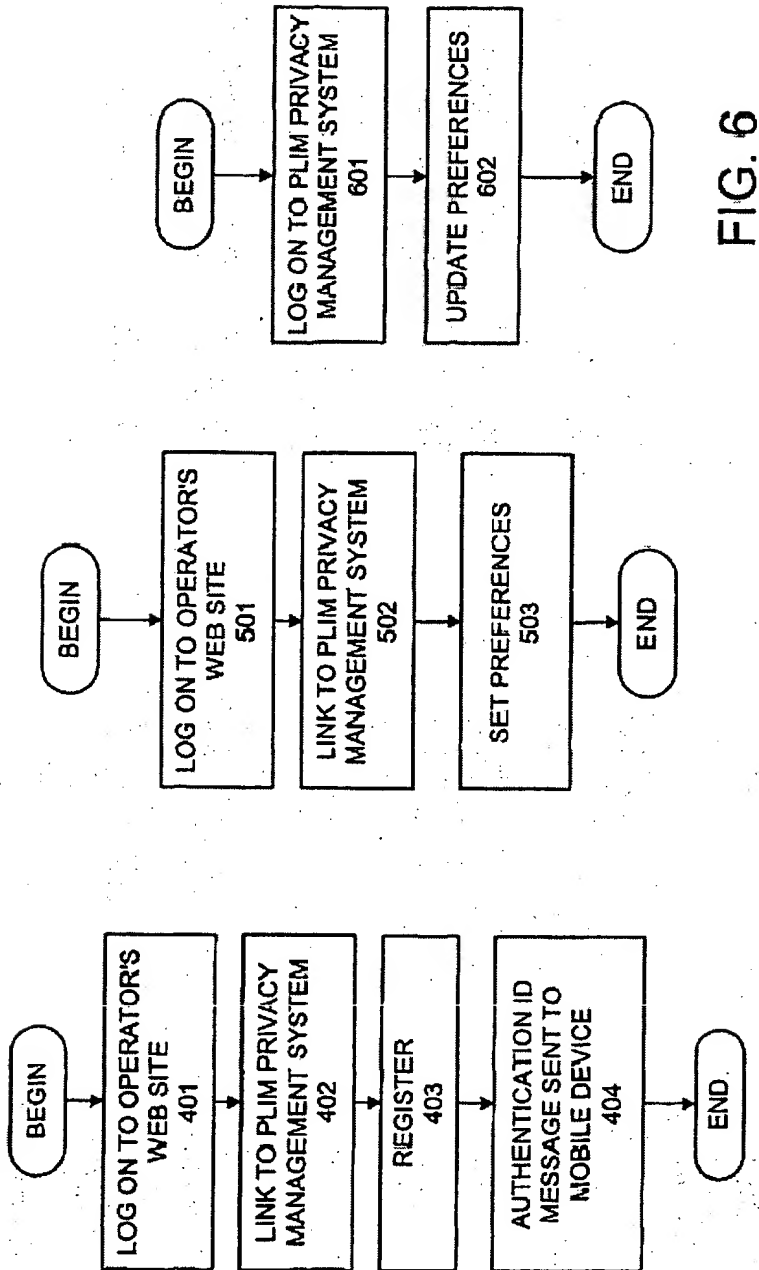 BEGIN
LOG ON TO OPERATOR'S
WEB SITE
401
LINK TO PLIM PRIVACY
MANAGEMENT SYSTEM
402
REGISTER
403
AUTHENTICATION ID
MESSAGE SENT TO
MOBILE DEVICE
404
END
BEGIN
LOG ON TO OPERATOR'S
WEB SITE
501
LINK TO PLIM PRIVACY
MANAGEMENT SYSTEM
502
SET PREFERENCES
503
END
BEGIN
LOG ON TO PLIM PRIVACY
MANAGEMENT SYSTEM
601
UPDATE PREFERENCES
602
END
FIG. 6